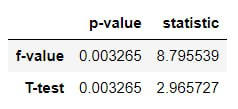 p-value statistic
f-value 0.003265 8.795539
T-test 0.003265 2.965727